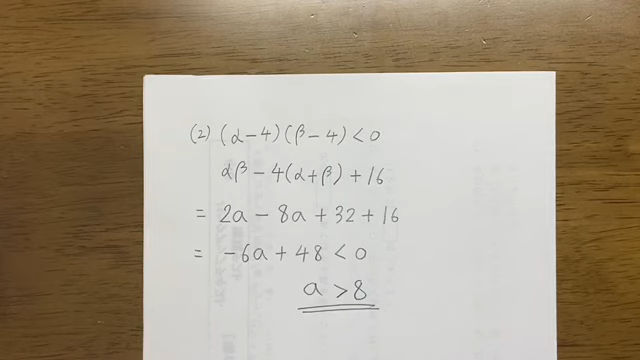 (2) (α-4)(β-4)<0
αβ-4(α+β)+16
= 2a-8a+32+16
= -6a+48<0
a>8